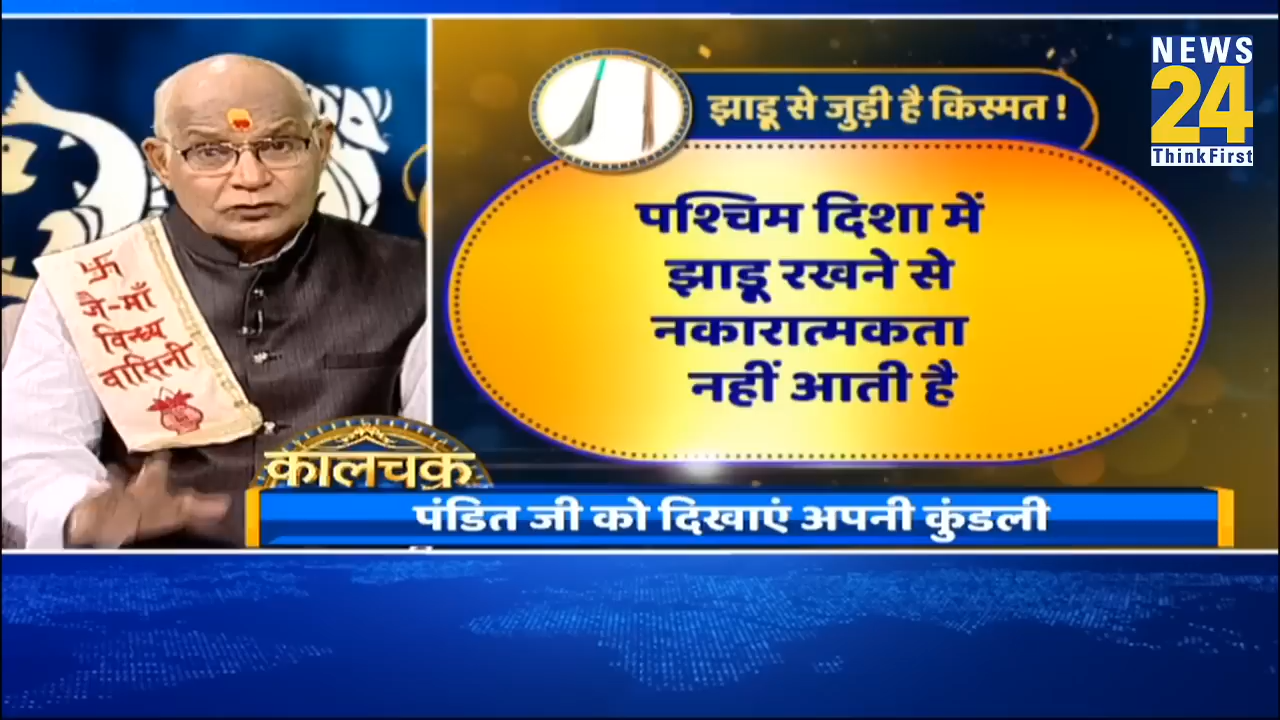 NEWS
24
ThinkFirst
झाडू से जुड़ी है किस्मत !
पश्चिम दिशा में
झाडू रखने से
नकारात्मकता
नहीं आती है
जै-माँ
विन्ध्य
वासिनी
कालचक्र
पंडित जी को दिखाएं अपनी कुंडली